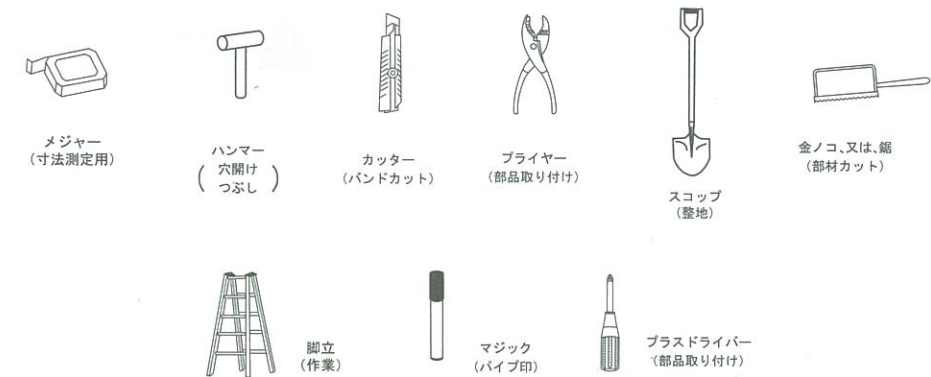 メジャー
(寸法測定用)
ハンマー
(穴開け
つぶし)
カッター
(バンドカット)
プライヤー
(部品取り付け)
スコップ
(整地)
金ノコ、又は、鋸
(部材カット)
脚立
(作業)
マジック
(パイプ印)
プラスドライバー
(部品取り付け)